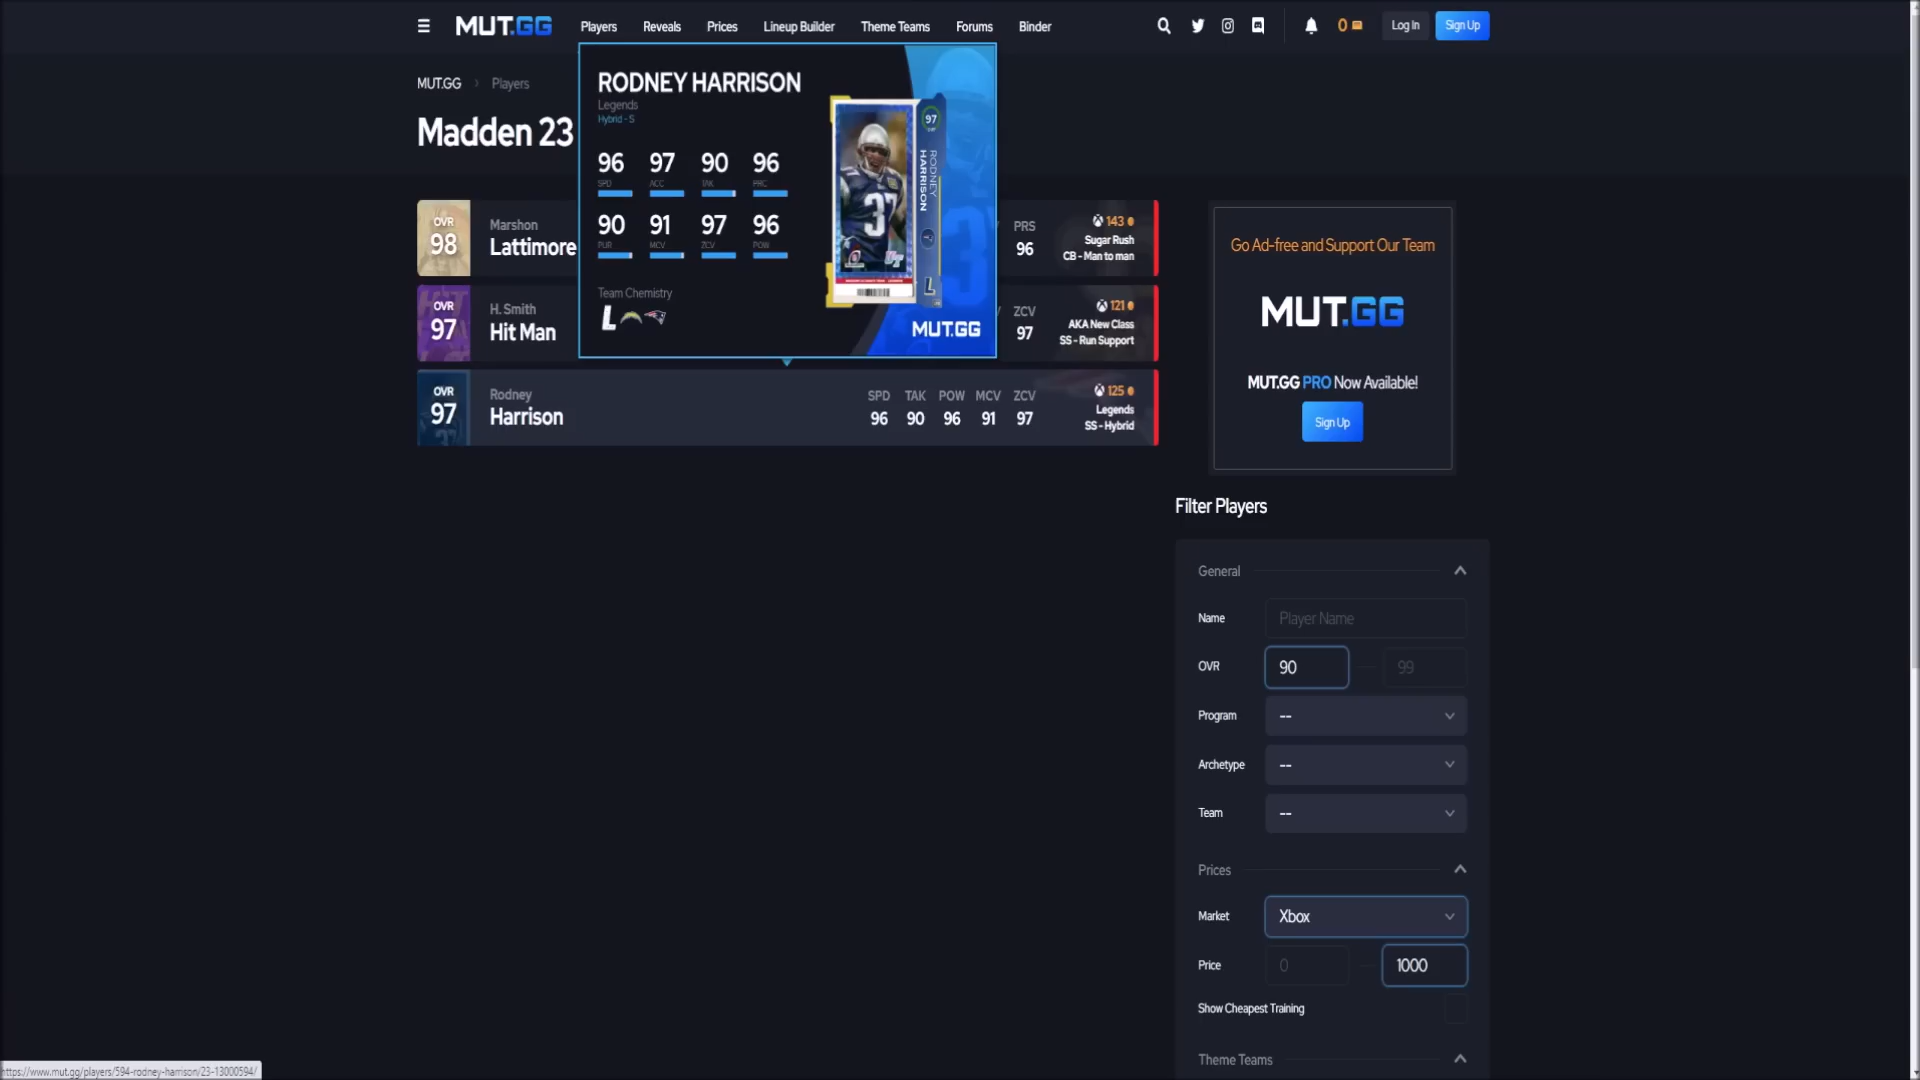 MUT.GG
Players
Reveals
Prices
Lineup Builder
Theme Teams
Forums
Binder
0
Log In
Sign Up
MUT.GG
Players
Madden 23
RODNEY HARRISON
Legends
Hybrid - S
96 97 90 96
SPD ACC TAK PRC
90 91 97 96
PUR MCV ZCV POW
Team Chemistry
97
RODNEY
HARRISON
37
MUT.GG
OVR
98
Marshon
Lattimore
PRS
96
143
Sugar Rush
CB - Man to man
OVR
97
H. Smith
Hit Man
ZCV
97
121
AKA New Class
SS - Run Support
OVR
97
Rodney
Harrison
SPD TAK POW MCV ZCV
96 90 96 91 97
125
Legends
SS - Hybrid
Go Ad-free and Support Our Team
MUT.GG
MUT.GG PRO Now Available!
Sign Up
Filter Players
General
Name
Player Name
OVR
90
99
Program
--
Archetype
--
Team
--
Prices
Market
Xbox
Price
0
1000
Show Cheapest Training
Theme Teams
https://www.mut.gg/players/594-rodney-harrison/23-13000594/